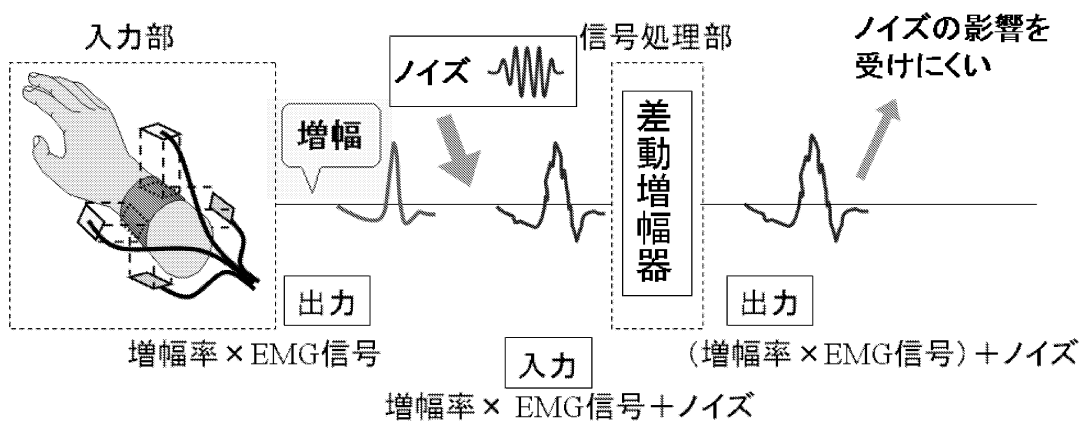 入力部
ノイズ
信号処理部
ノイズの影響を
受けにくい
増幅
差動増幅器
出力
増幅率×EMG信号
入力
増幅率× EMG信号＋ノイズ
出力
(増幅率×EMG信号)＋ノイズ